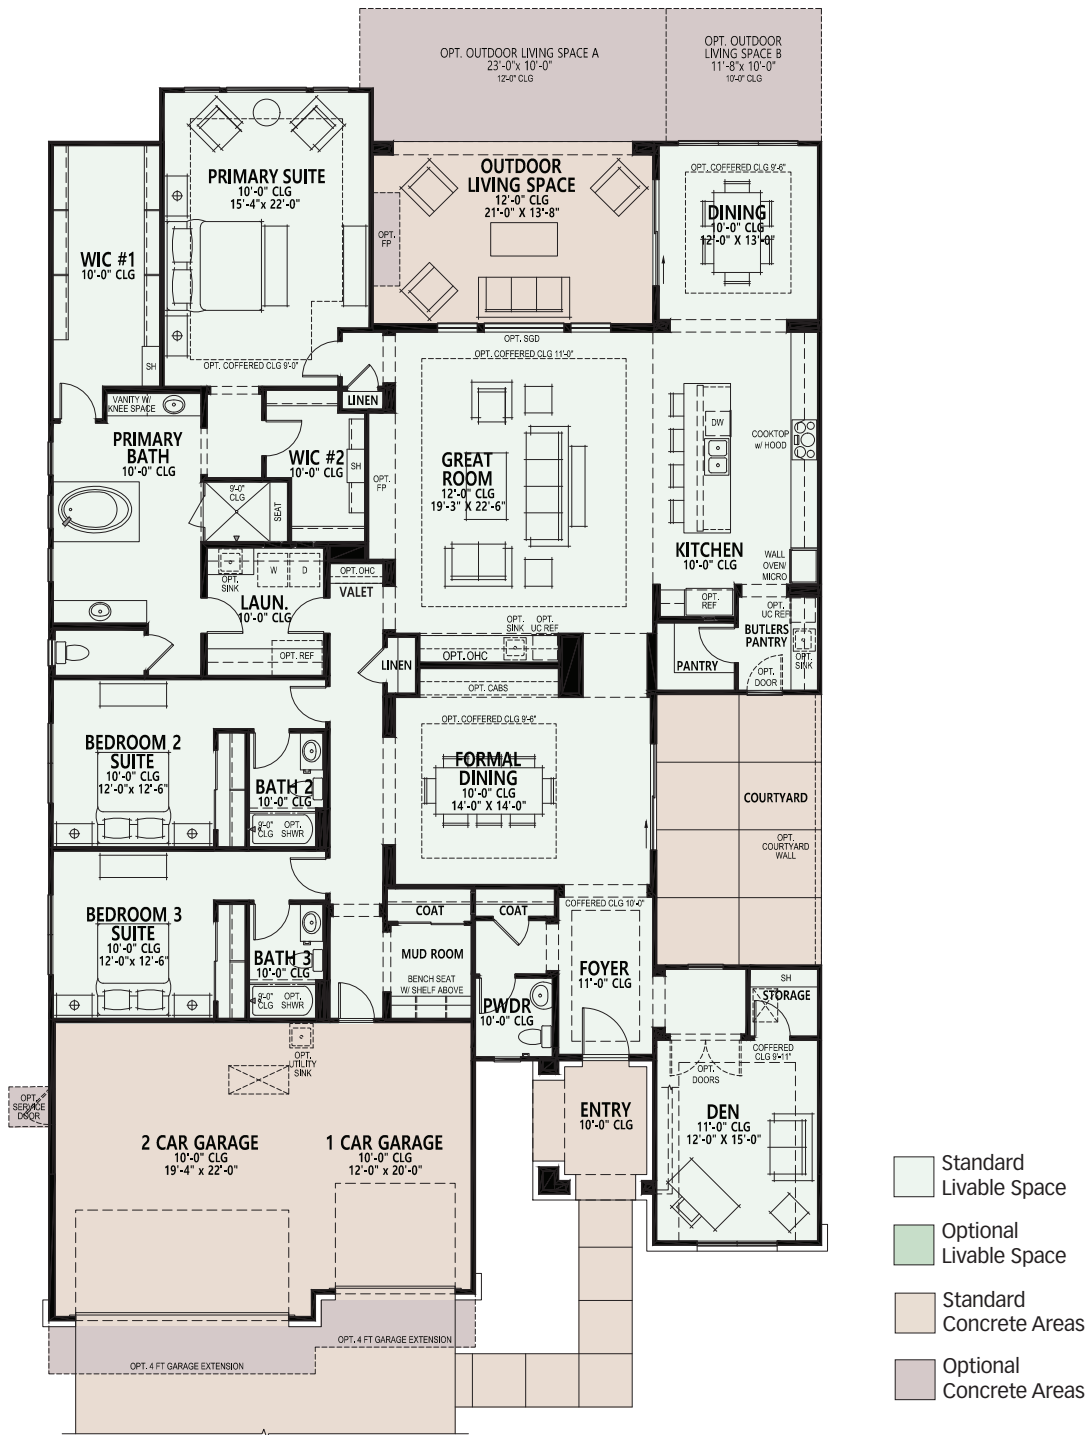 OPT. OUTDOOR LIVING SPACE A
23'-0"x 10'-0"
12'-0" CLG
OPT. OUTDOOR
LIVING SPACE B
11'-8"x 10'-0"
10'-0" CLG
PRIMARY SUITE
10'-0" CLG
15'-4"x 22'-0"
OPT. COFFERED CLG 9'-0"
OUTDOOR
LIVING SPACE
12'-0" CLG
21'-0" X 13'-8"
OPT.
FP
OPT. COFFFERED CLG 9'-6"
DINING
10'-0" CLG
12'-0" X 13'-0"
WIC #1
10'-0" CLG
SH
OPT. SGD
OPT. COFFERED CLG 11'-0"
LINEN
VANITY W/
KNEE SPACE
PRIMARY
BATH
10'-0" CLG
WIC #2
10'-0" CLG
SH
OPT.
FP
GREAT
ROOM
12'-0" CLG
19'-3" X 22'-6"
DW
COOKTOP
w/ HOOD
9'-0"
CLG
SEAT
KITCHEN
10'-0" CLG
WALL
OVEN/
MICRO
OPT.
SINK
W
D
LAUN.
10'-0" CLG
OPT. REF
OPT. OHC
VALET
OPT.
REF
OPT.
UC REF
BUTLERS
PANTRY
OPT.
SINK
OPT.
DOOR
PANTRY
OPT.
SINK
OPT.
UC REF
OPT. OHC
LINEN
OPT. CABS
OPT. COFFERED CLG 9'-6"
FORMAL
DINING
10'-0" CLG
14'-0" X 14'-0"
BEDROOM 2
SUITE
10'-0" CLG
12'-0"x 12'-6"
BATH 2
10'-0" CLG
9'-0"
CLG
OPT.
SHWR
COURTYARD
OPT.
COURTYARD
WALL
BEDROOM 3
SUITE
10'-0" CLG
12'-0"x 12'-6"
BATH 3
10'-0" CLG
9'-0"
CLG
OPT.
SHWR
COAT
COAT
MUD ROOM
BENCH SEAT
W/ SHELF ABOVE
COFFERED CLG 10'-0"
FOYER
11'-0" CLG
PWDR
10'-0" CLG
SH
STORAGE
COFFERED
CLG 9'-11"
OPT.
DOORS
OPT.
UTILITY
SINK
OPT.
SERVICE
DOOR
ENTRY
10'-0" CLG
DEN
11'-0" CLG
12'-0" X 15'-0"
2 CAR GARAGE
10'-0" CLG
19'-4" x 22'-0"
1 CAR GARAGE
10'-0" CLG
12'-0" x 20'-0"
OPT. 4 FT GARAGE EXTENSION
OPT. 4 FT GARAGE EXTENSION
Standard
Livable Space
Optional
Livable Space
Standard
Concrete Areas
Optional
Concrete Areas